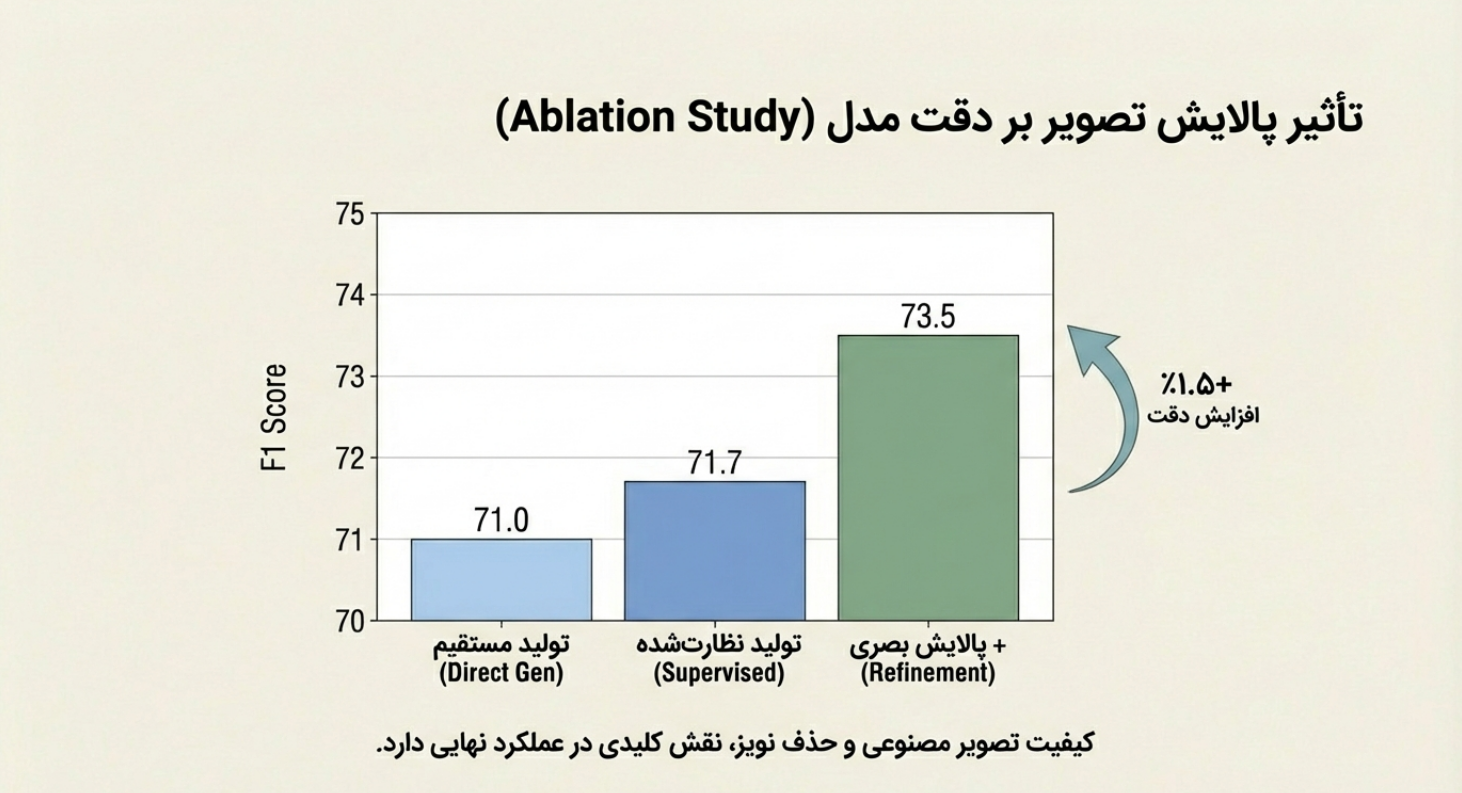 تأثیر پالایش تصویر بر دقت مدل (Ablation Study)
F1 Score
75
74
73
72
71
70
71.0
71.7
73.5
تولید مستقیم
(Direct Gen)
تولید نظارت‌شده
(Supervised)
+ پالایش بصری
(Refinement)
+۱.۵٪
افزایش دقت
کیفیت تصویر مصنوعی و حذف نویز، نقش کلیدی در عملکرد نهایی دارد.